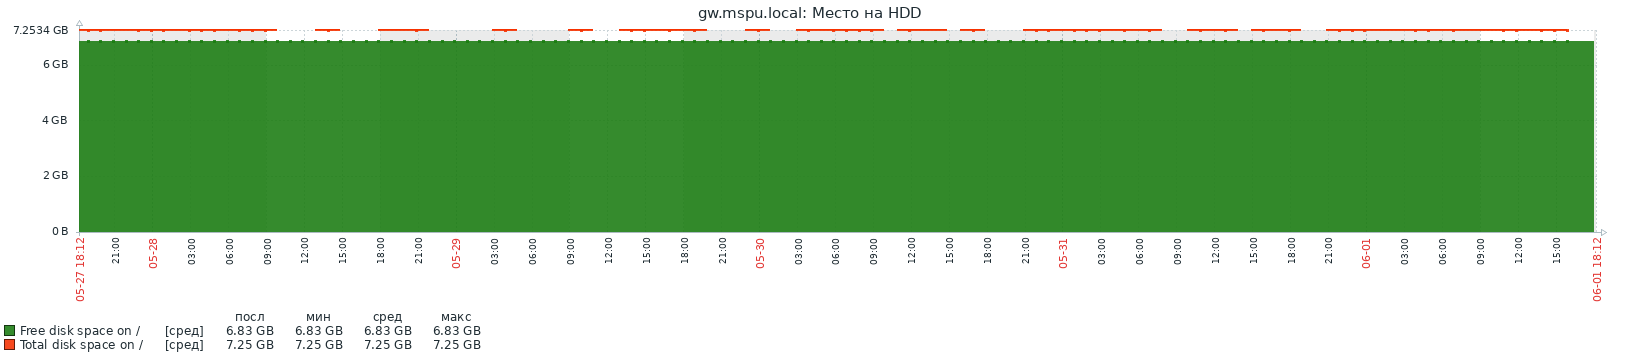 gw.mspu.local: Место на HDD
7.2534 GB
6 GB
4 GB
2 GB
0 B
05-27 18:12 21:00 05-28 03:00 06:00 09:00 12:00 15:00 18:00 21:00 05-29 03:00 06:00 09:00 12:00 15:00 18:00 21:00 05-30 03:00 06:00 09:00 12:00 15:00 18:00 21:00 05-31 03:00 06:00 09:00 12:00 15:00 18:00 21:00 06-01 03:00 06:00 09:00 12:00 15:00 06-01 18:12
посл мин сред макс
Free disk space on / [сред] 6.83 GB 6.83 GB 6.83 GB 6.83 GB
Total disk space on / [сред] 7.25 GB 7.25 GB 7.25 GB 7.25 GB